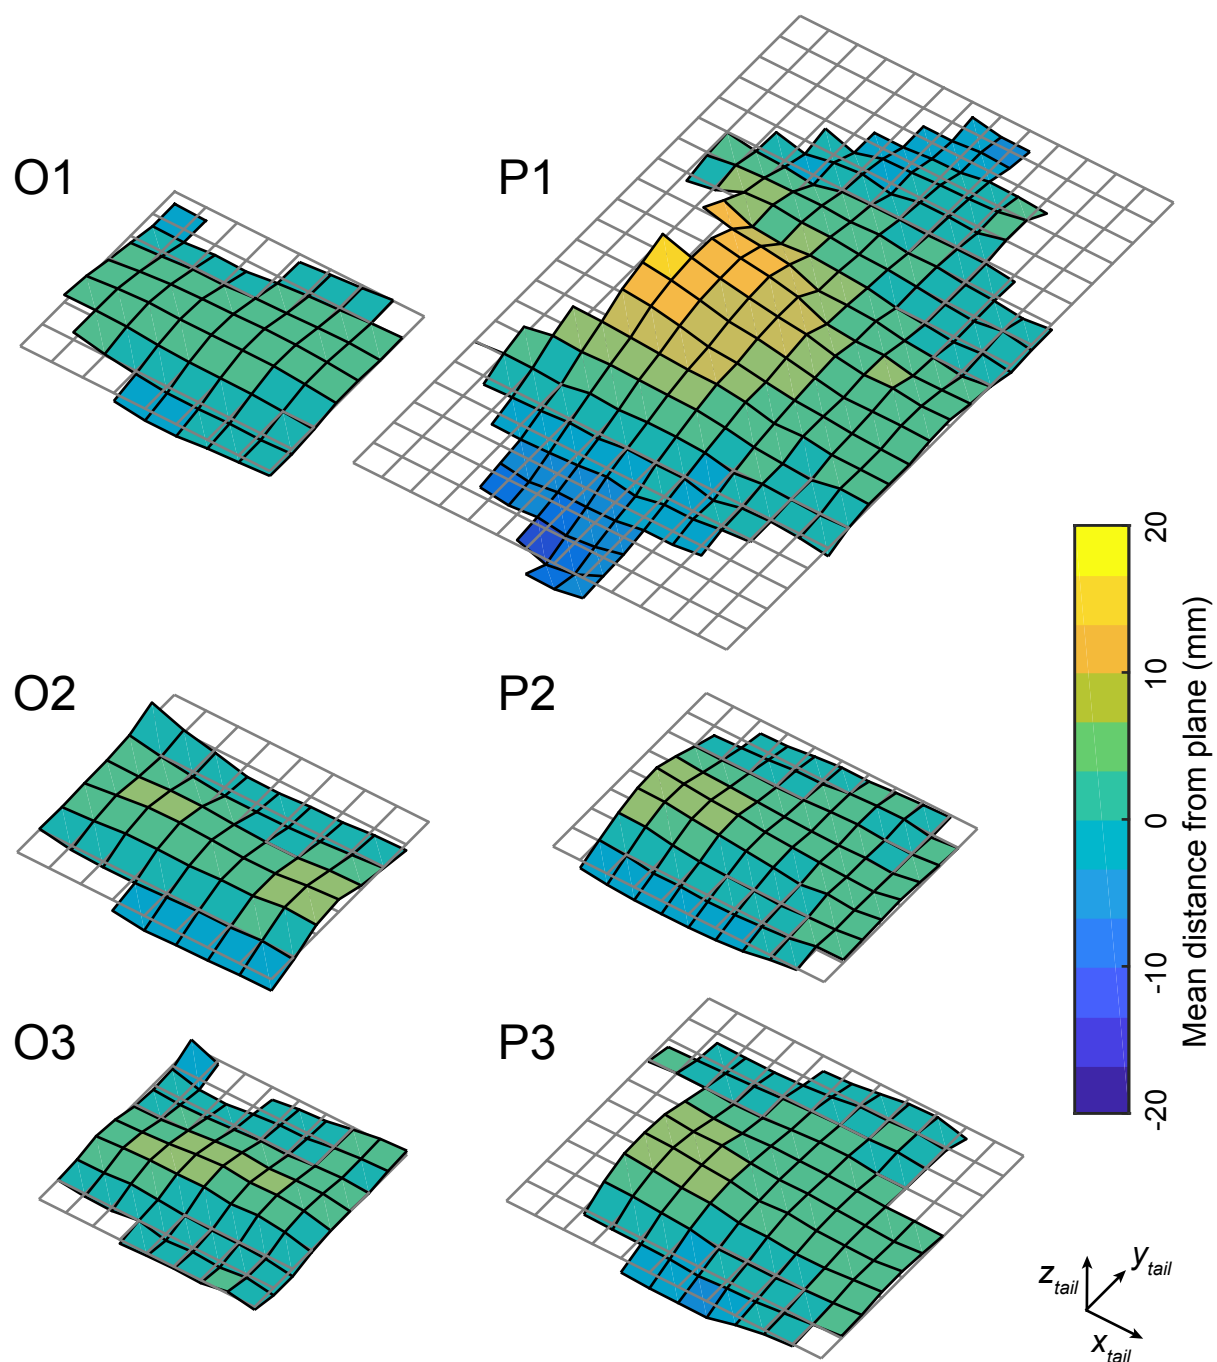 O1
P1
O2
P2
O3
P3
20
10
0
-10
-20
Mean distance from plane (mm)
z_tail
y_tail
x_tail